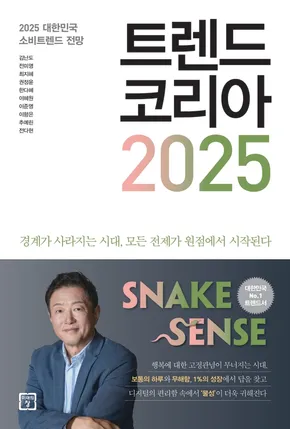 2025 대한민국
소비트렌드 전망
김난도
전미영
최지혜
권정윤
한다혜
이혜원
이준영
이향은
추예린
전다현
트렌드
코리아
2025
경계가 사라지는 시대, 모든 전제가 원점에서 시작된다
SNAKE
SENSE
대한민국
No.1
트렌드서
행복에 대한 고정관념이 무너지는 시대,
보통의 하루와 무해함, 1%의 성장에서 답을 찾고
디지털의 편리함 속에서 '물성'이 더욱 귀해진다